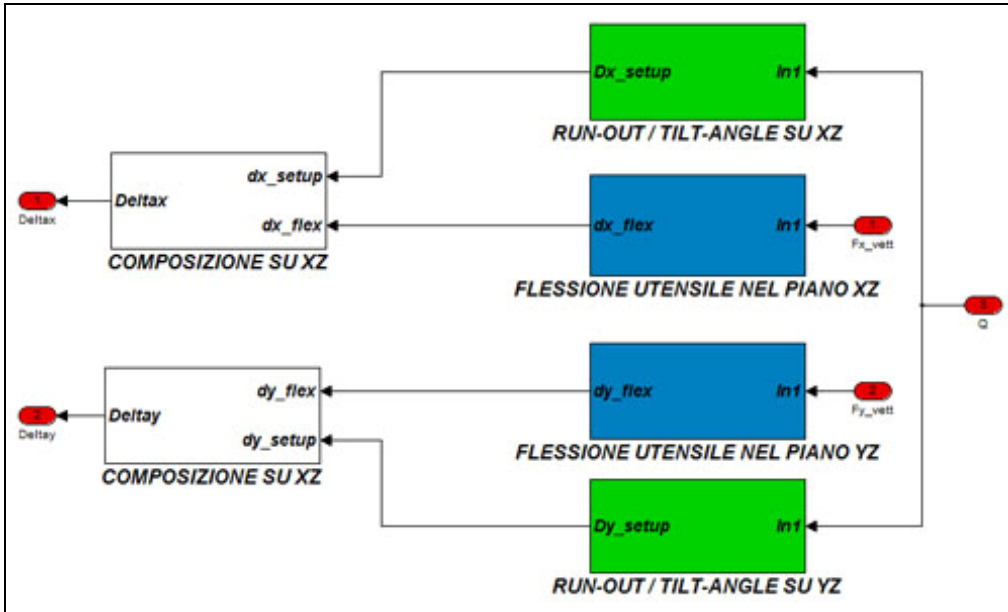 Dx_setup In1
RUN-OUT / TILT-ANGLE SU XZ
Deltax dx_setup
dx_flex
COMPOSIZIONE SU XZ
1
Deltax
dx_flex In1
FLESSIONE UTENSILE NEL PIANO XZ
1
Fx_vett
3
Q
dy_flex In1
FLESSIONE UTENSILE NEL PIANO YZ
2
Fy_vett
Deltay dy_flex
dy_setup
COMPOSIZIONE SU XZ
2
Deltay
Dy_setup In1
RUN-OUT / TILT-ANGLE SU YZ